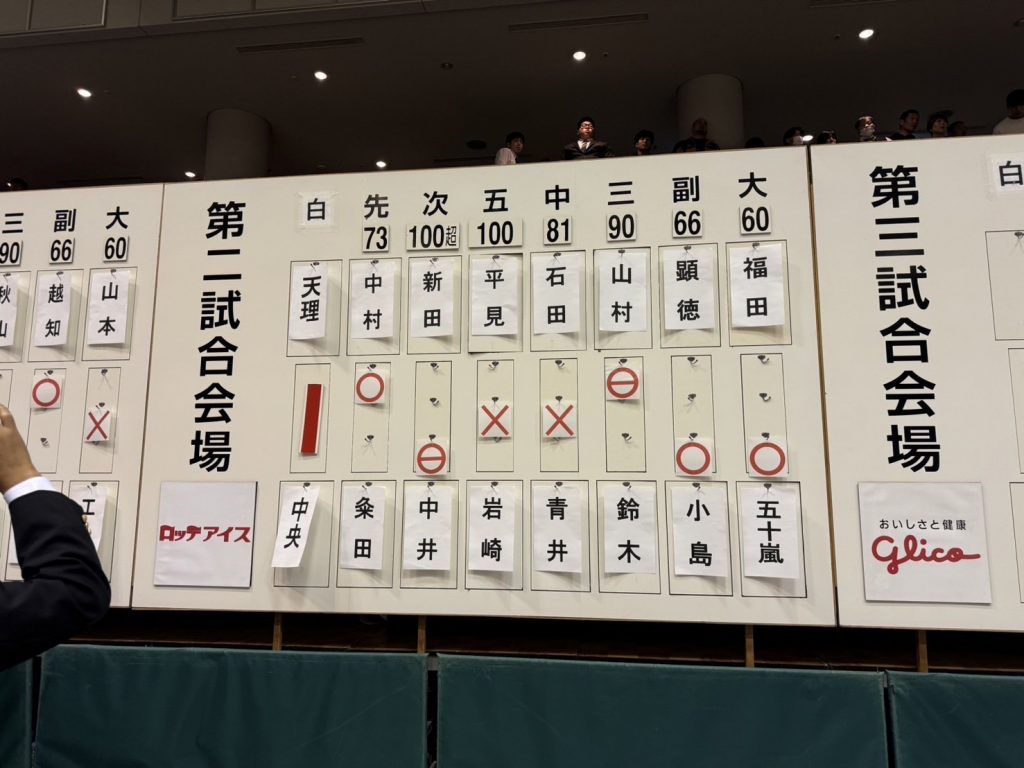 三 副 大
90 66 60
秋山 越知 山本
○
×
工
第二試合会場
白 先 次 五 中 三 副 大
73 100超 100 81 90 66 60
天理 中村 新田 平見 石田 山村 顕徳 福田
○ × × ⊖
⊖ ○ ○
中央 粂田 中井 岩崎 青井 鈴木 小島 五十嵐
ロッテアイス
第三試合会場
白
おいしさと健康
Glico